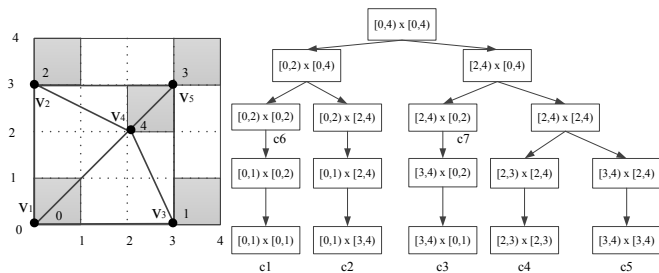 4
2
3
3
V2
V5
V4
4
2
1
V1
0
V3
1
0
1
2
3
4
[0,4) x [0,4)
[0,2) x [0,4)
[2,4) x [0,4)
[0,2) x [0,2)
[0,2) x [2,4)
[2,4) x [0,2)
[2,4) x [2,4)
c6
c7
[0,1) x [0,2)
[0,1) x [2,4)
[3,4) x [0,2)
[2,3) x [2,4)
[3,4) x [2,4)
[0,1) x [0,1)
[0,1) x [3,4)
[3,4) x [0,1)
[2,3) x [2,3)
[3,4) x [3,4)
c1
c2
c3
c4
c5